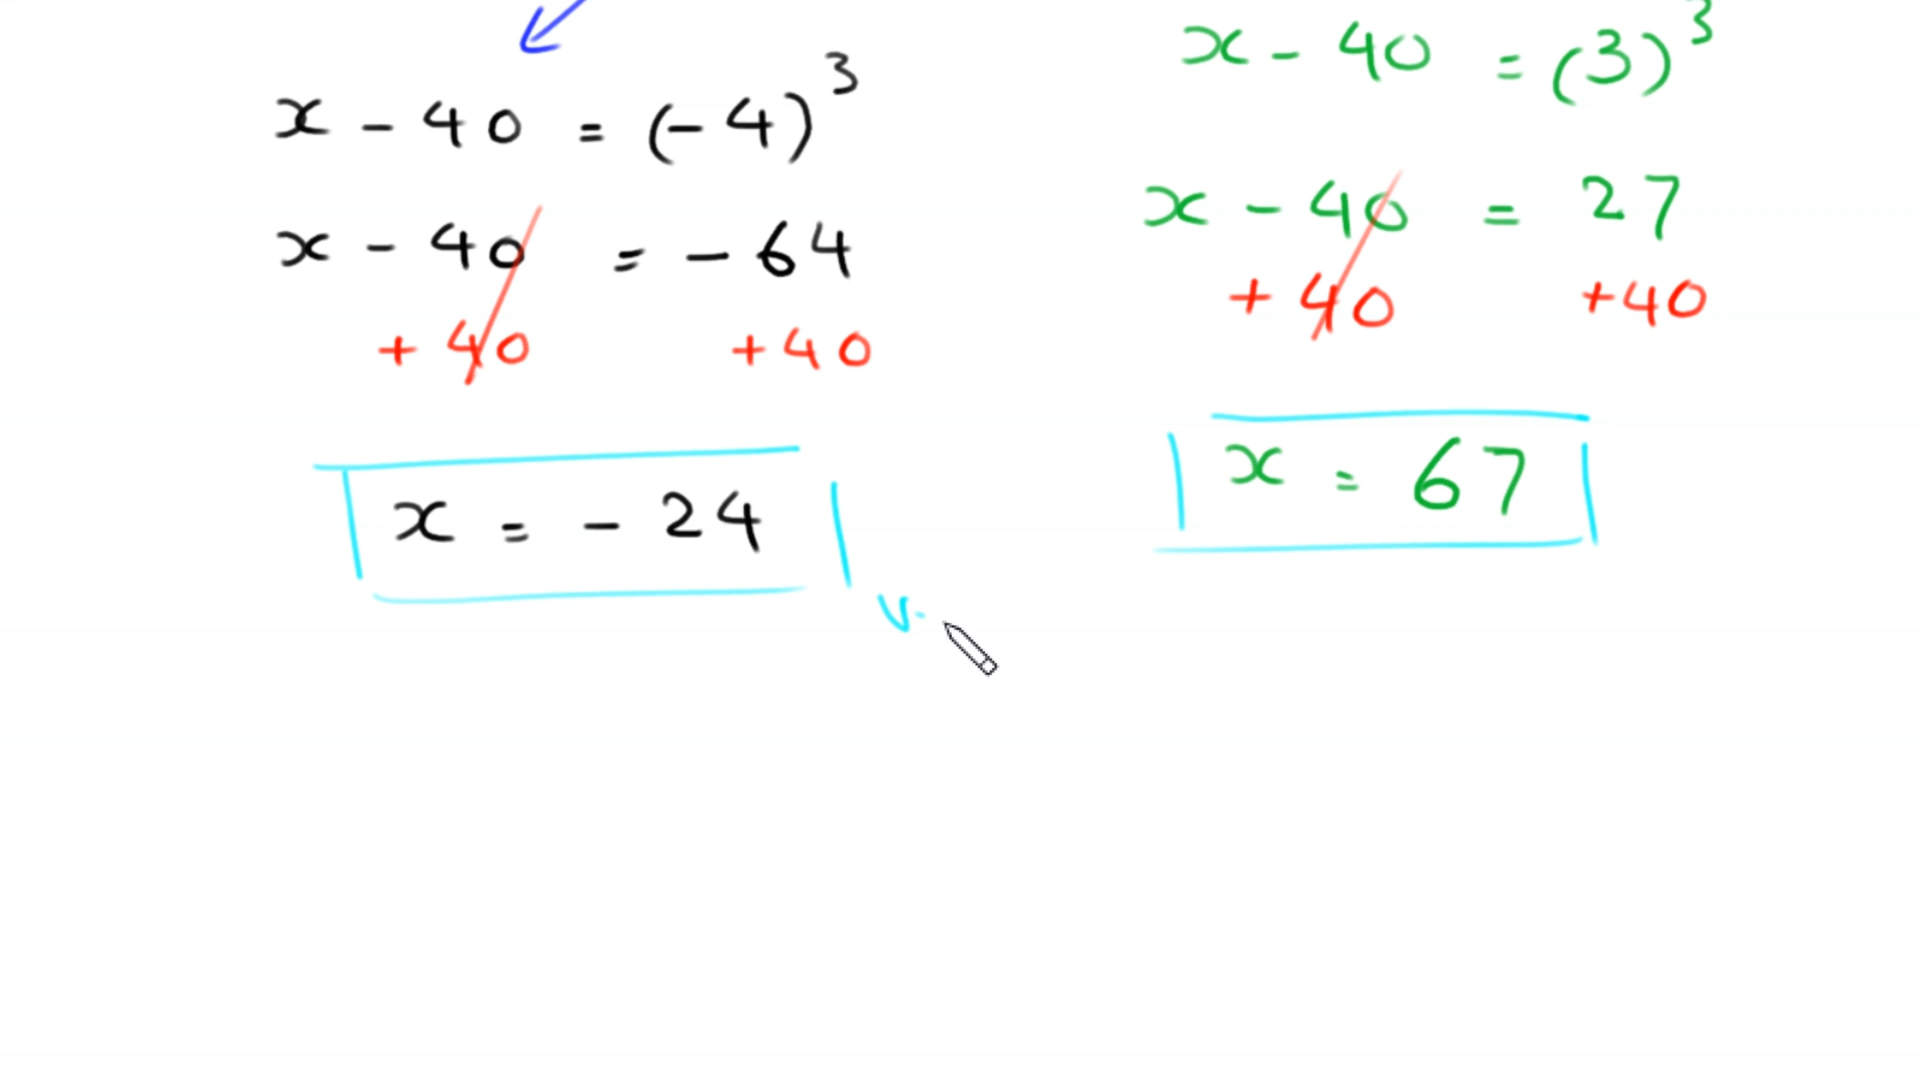 x - 40 = (-4)³
x - 40 = - 64
+ 40 + 40
x = - 24
x - 40 = (3)³
x - 40 = 27
+ 40 +40
x = 67